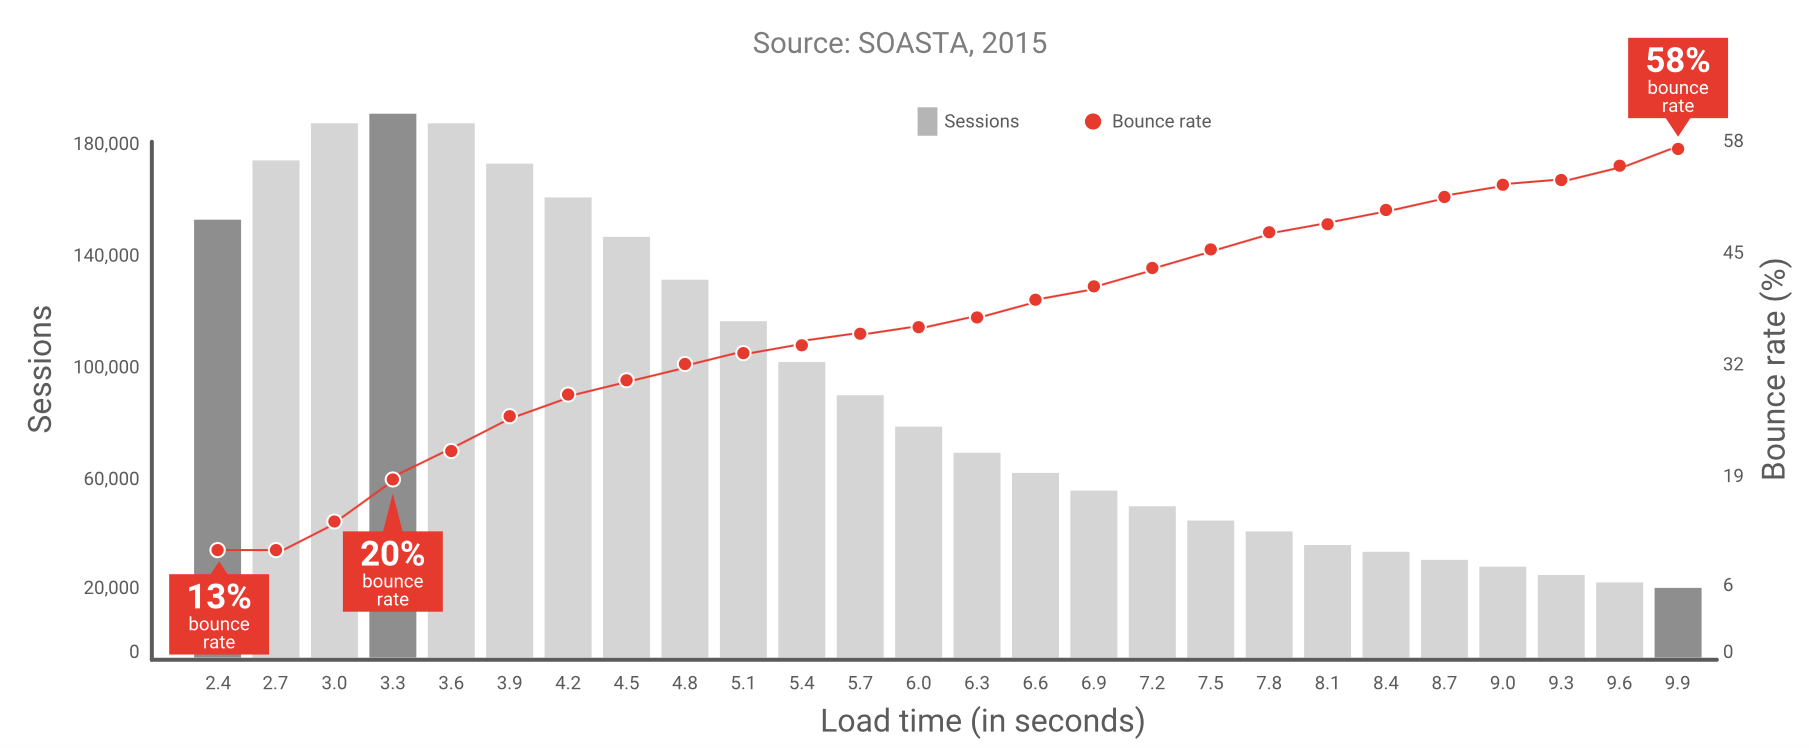 Source: SOASTA, 2015
58%
bounce
rate
Sessions
Bounce rate
180,000
140,000
100,000
60,000
20,000
0
Sessions
58
45
32
19
6
0
Bounce rate (%)
20%
bounce
rate
13%
bounce
rate
2.4 2.7 3.0 3.3 3.6 3.9 4.2 4.5 4.8 5.1 5.4 5.7 6.0 6.3 6.6 6.9 7.2 7.5 7.8 8.1 8.4 8.7 9.0 9.3 9.6 9.9
Load time (in seconds)